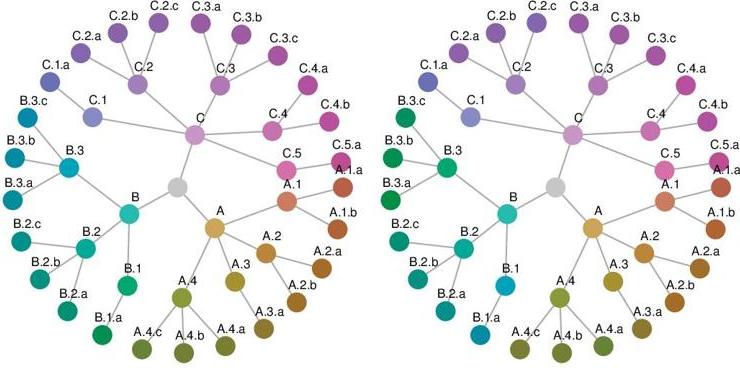 C.2.c
C.3.a
C.2.b
C.3.b
C.2.a
C.3.c
C.1.a
C.2
C.3
C.4.a
B.3.c
C.1
C
C.4
C.4.b
B.3.b
B.3
C.5
C.5.a
B.3.a
A.1
A.1.a
B
A
A.1.b
B.2.c
B.2
A.2
B.2.b
A.2.a
B.1
A.3
B.2.a
A.4
A.2.b
B.1.a
A.3.a
A.4.c
A.4.b
A.4.a
C.2.c
C.3.a
C.2.b
C.3.b
C.2.a
C.3.c
C.1.a
C.2
C.3
C.4.a
B.3.c
C.1
C
C.4
C.4.b
B.3.b
B.3
C.5
C.5.a
B.3.a
A.1
A.1.a
B
A
A.1.b
B.2.c
B.2
A.2
B.2.b
A.2.a
B.1
A.3
B.2.a
A.4
A.2.b
B.1.a
A.3.a
A.4.c
A.4.b
A.4.a